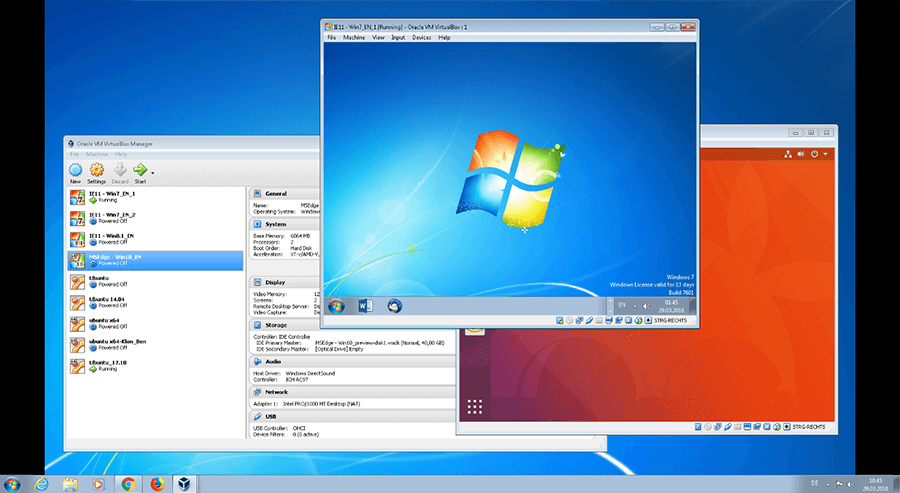 IE11 - Win7_EN_1 [Running] - Oracle VM VirtualBox : 1
File Machine View Input Devices Help
Windows 7
Windows License valid for 13 days
Build 7601
EN
01:45
29.03.2018
STRG-RECHTS
Oracle VM VirtualBox Manager
File Machine Help
New Settings Discard Start
IE11 - Win7_EN_1
Running
IE11 - Win7_EN_2
Powered Off
IE11 - Win8.1_EN
Powered Off
MSEdge - Win10_EN
Powered Off
Ubuntu
Powered Off
Ubuntu 14.04
Powered Off
ubuntu x64
Powered Off
ubuntu x64-Klon_Ben
Powered Off
Ubuntu_17.10
Running
General
Name: MSEdge
Operating System: Windows
System
Base Memory: 6064 MB
Processors: 2
Boot Order: Hard Disk
Acceleration: VT-x/AMD-V,
Display
Video Memory: 12
Screens: 2
Remote Desktop Server: Di
Video Capture: Di
Storage
Controller: IDE Controller
IDE Primary Master: MSEdge - Win10_preview-disk1.vmdk (Normal, 40,00 GB)
IDE Secondary Master: [Optical Drive] Empty
Audio
Host Driver: Windows DirectSound
Controller: ICH AC97
Network
Adapter 1: Intel PRO/1000 MT Desktop (NAT)
USB
USB Controller: OHCI
Device Filters: 0 (0 active)
STRG-RECHTS
DE
10:45
29.03.2018